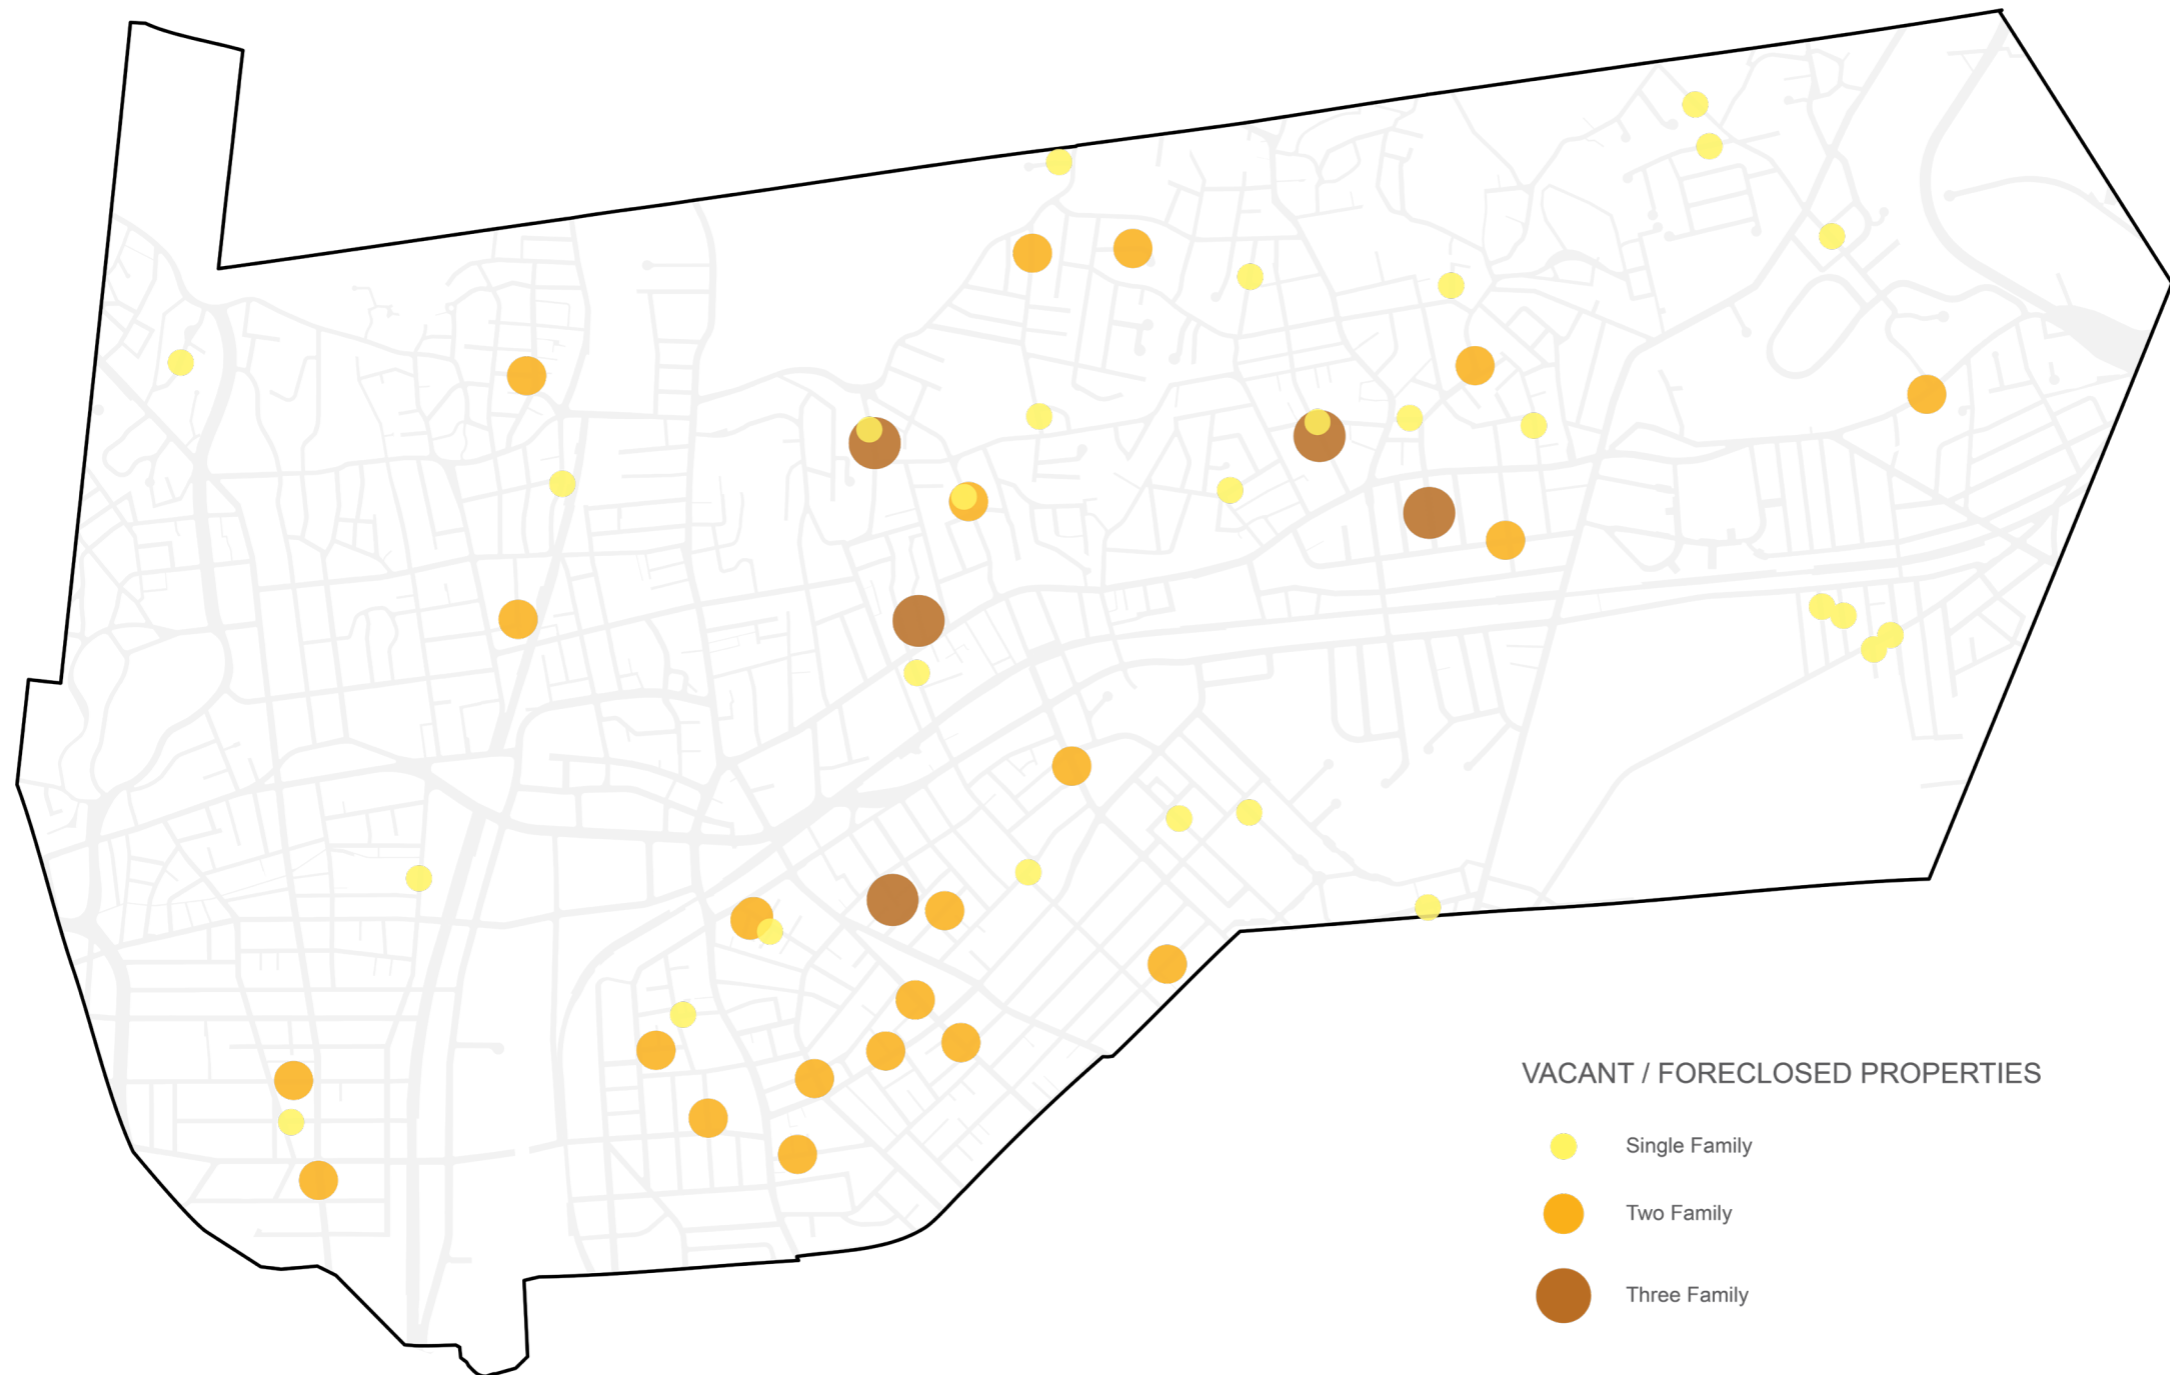 VACANT / FORECLOSED PROPERTIES
Single Family
Two Family
Three Family